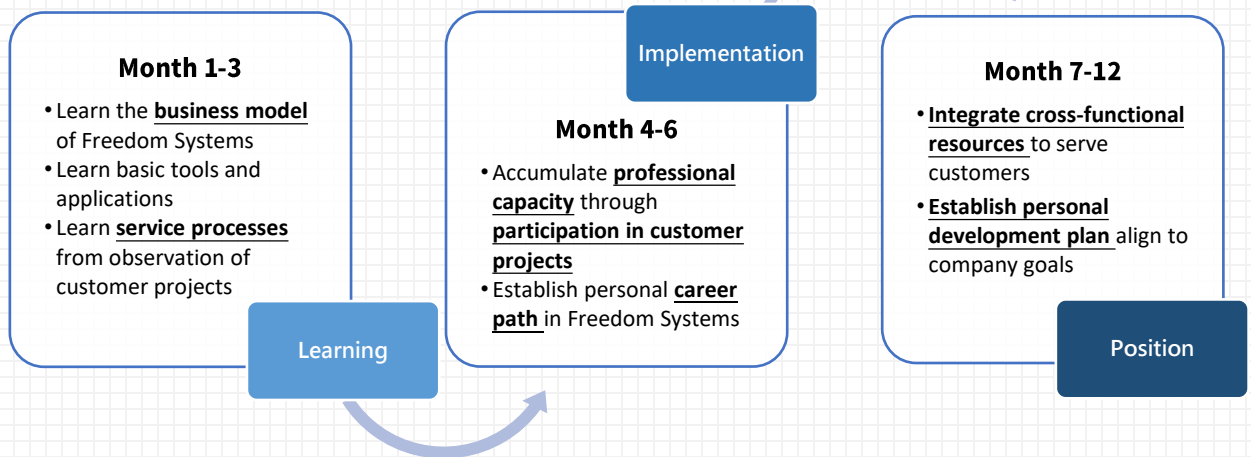 Month 1-3
• Learn the business model
of Freedom Systems
• Learn basic tools and
applications
• Learn service processes
from observation of
customer projects
Learning
Implementation
Month 4-6
• Accumulate professional
capacity through
participation in customer
projects
• Establish personal career
path in Freedom Systems
Month 7-12
• Integrate cross-functional
resources to serve
customers
• Establish personal
development plan align to
company goals
Position